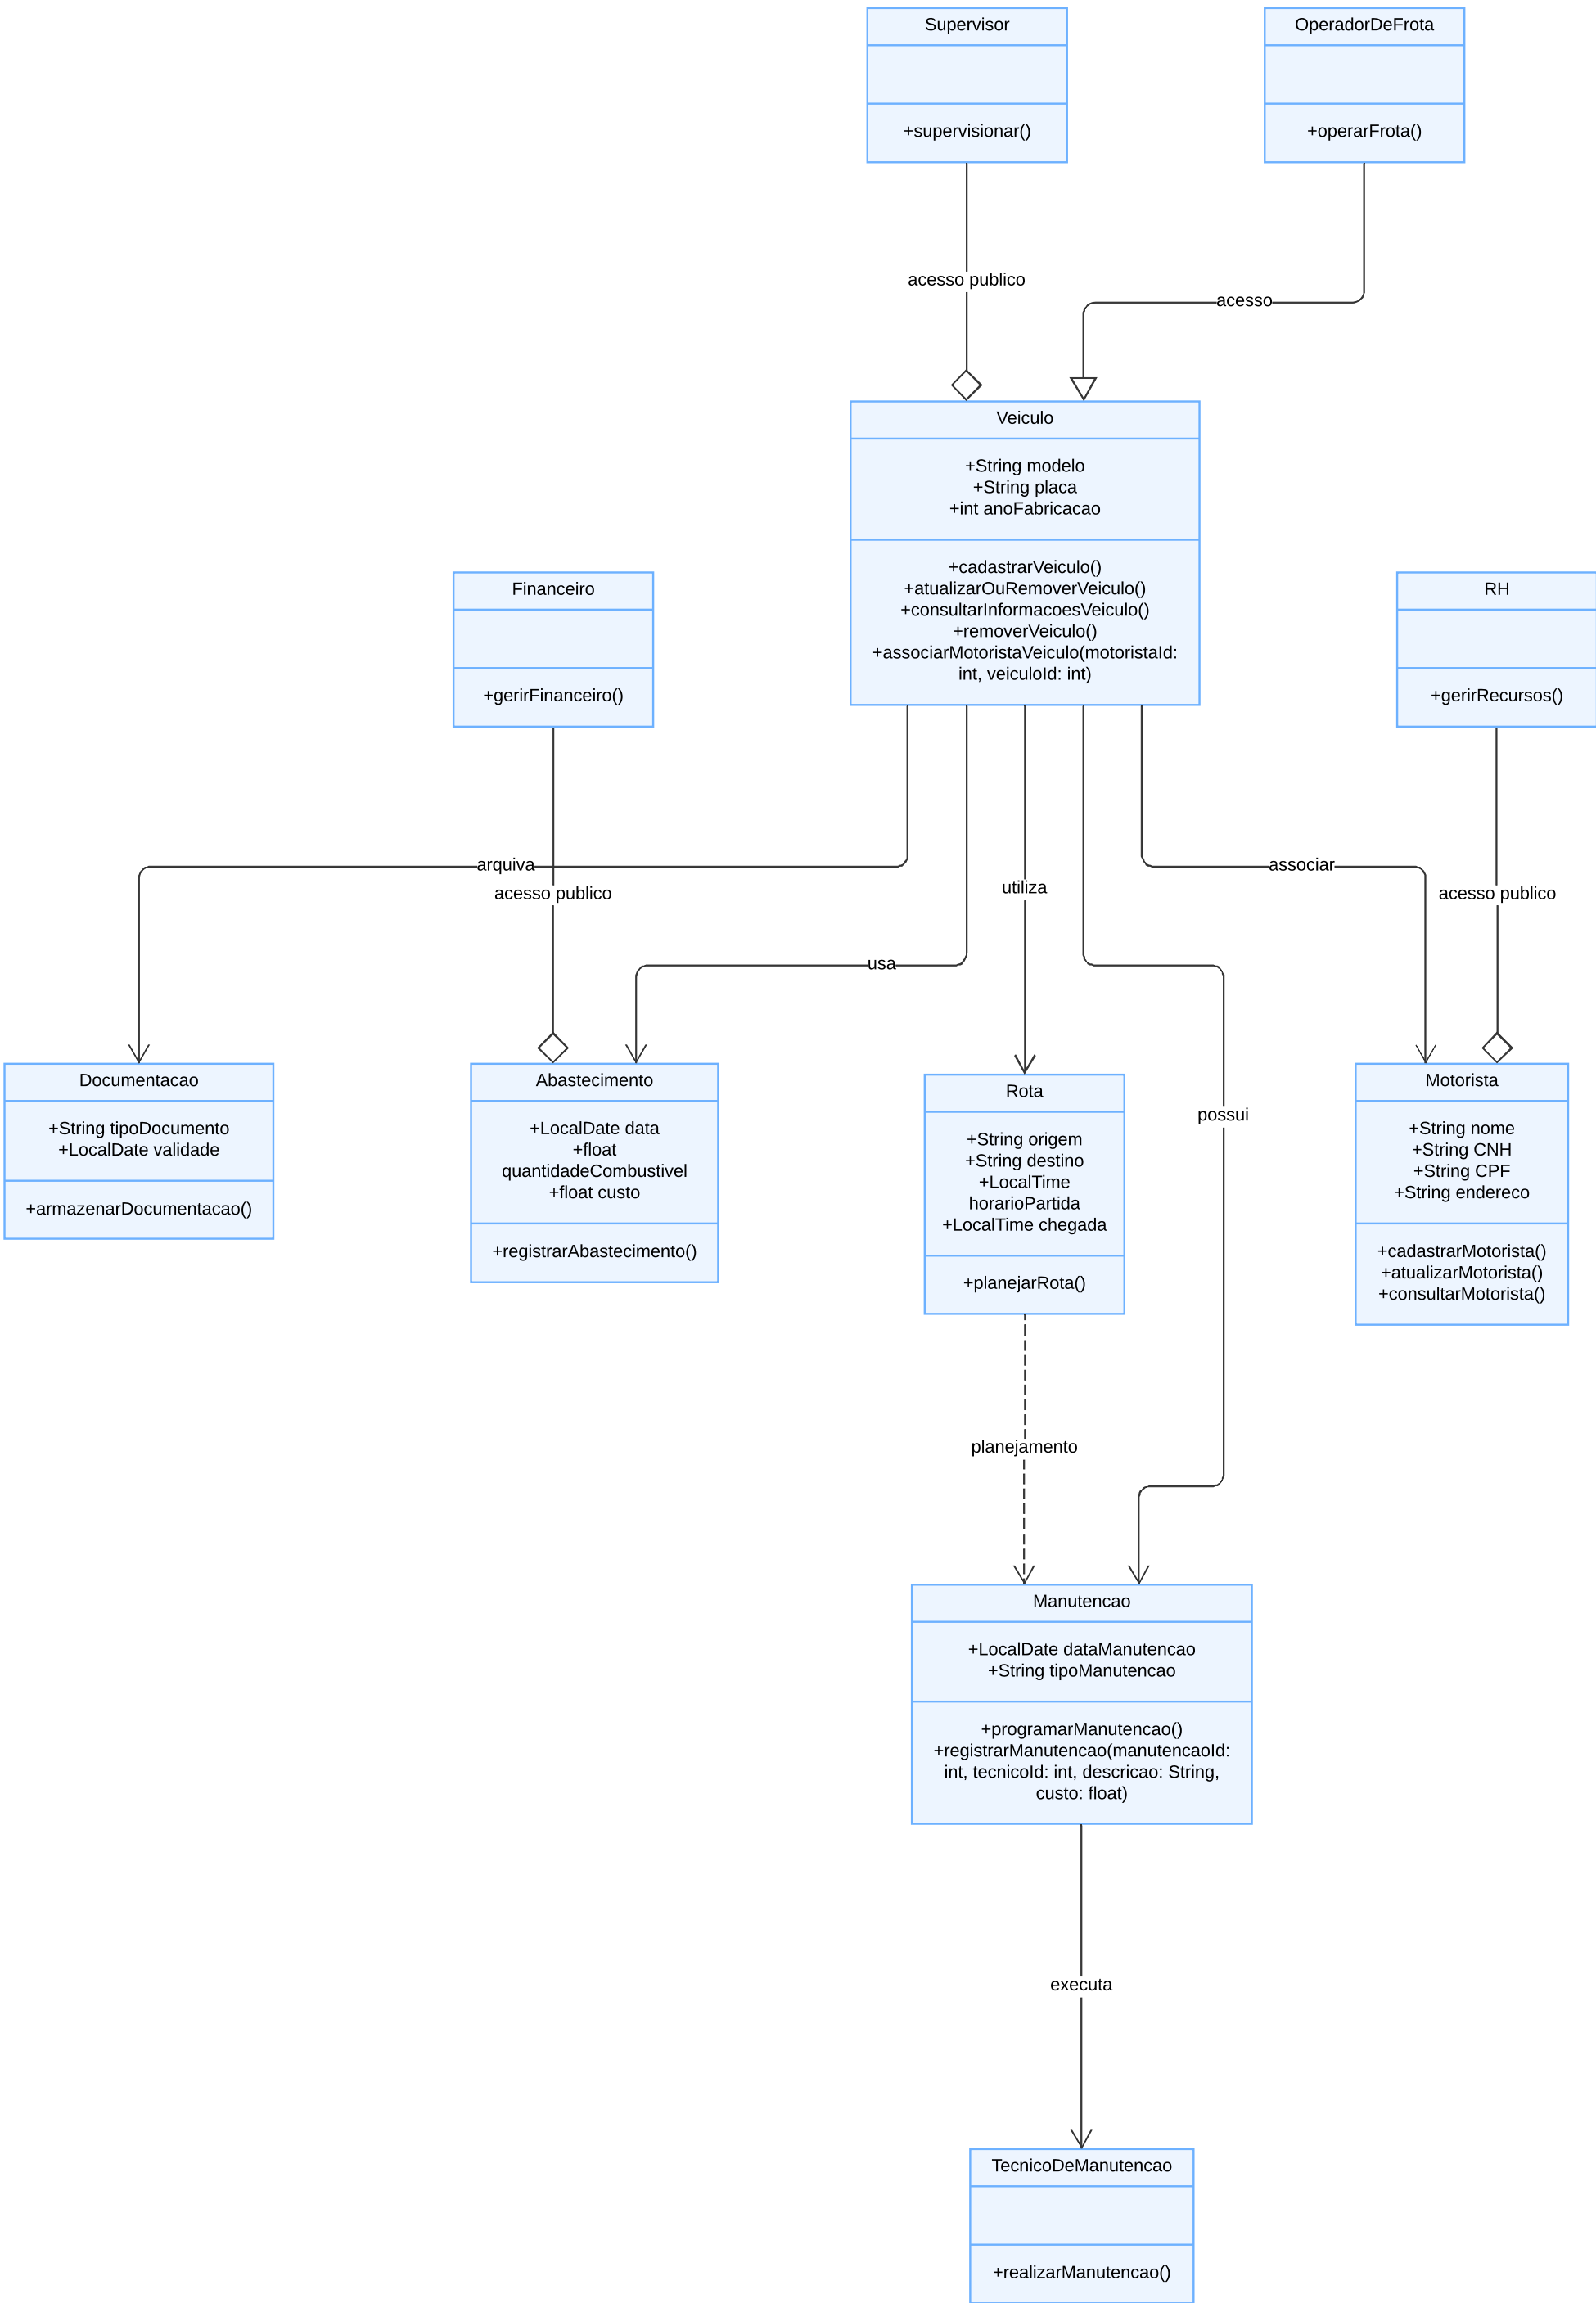 Supervisor
+supervisionar()
OperadorDeFrota
+operarFrota()
acesso publico
acesso
Veiculo
+String modelo
+String placa
+int anoFabricacao
+cadastrarVeiculo()
+atualizarOuRemoverVeiculo()
+consultarInformacoesVeiculo()
+removerVeiculo()
+associarMotoristaVeiculo(motoristaId:
int, veiculoId: int)
Financeiro
+gerirFinanceiro()
RH
+gerirRecursos()
arquiva
acesso publico
usa
utiliza
possui
associar
acesso publico
Documentacao
+String tipoDocumento
+LocalDate validade
+armazenarDocumentacao()
Abastecimento
+LocalDate data
+float
quantidadeCombustivel
+float custo
+registrarAbastecimento()
Rota
+String origem
+String destino
+LocalTime
horarioPartida
+LocalTime chegada
+planejarRota()
Motorista
+String nome
+String CNH
+String CPF
+String endereco
+cadastrarMotorista()
+atualizarMotorista()
+consultarMotorista()
planejamento
Manutencao
+LocalDate dataManutencao
+String tipoManutencao
+programarManutencao()
+registrarManutencao(manutencaoId:
int, tecnicoId: int, descricao: String,
custo: float)
executa
TecnicoDeManutencao
+realizarManutencao()